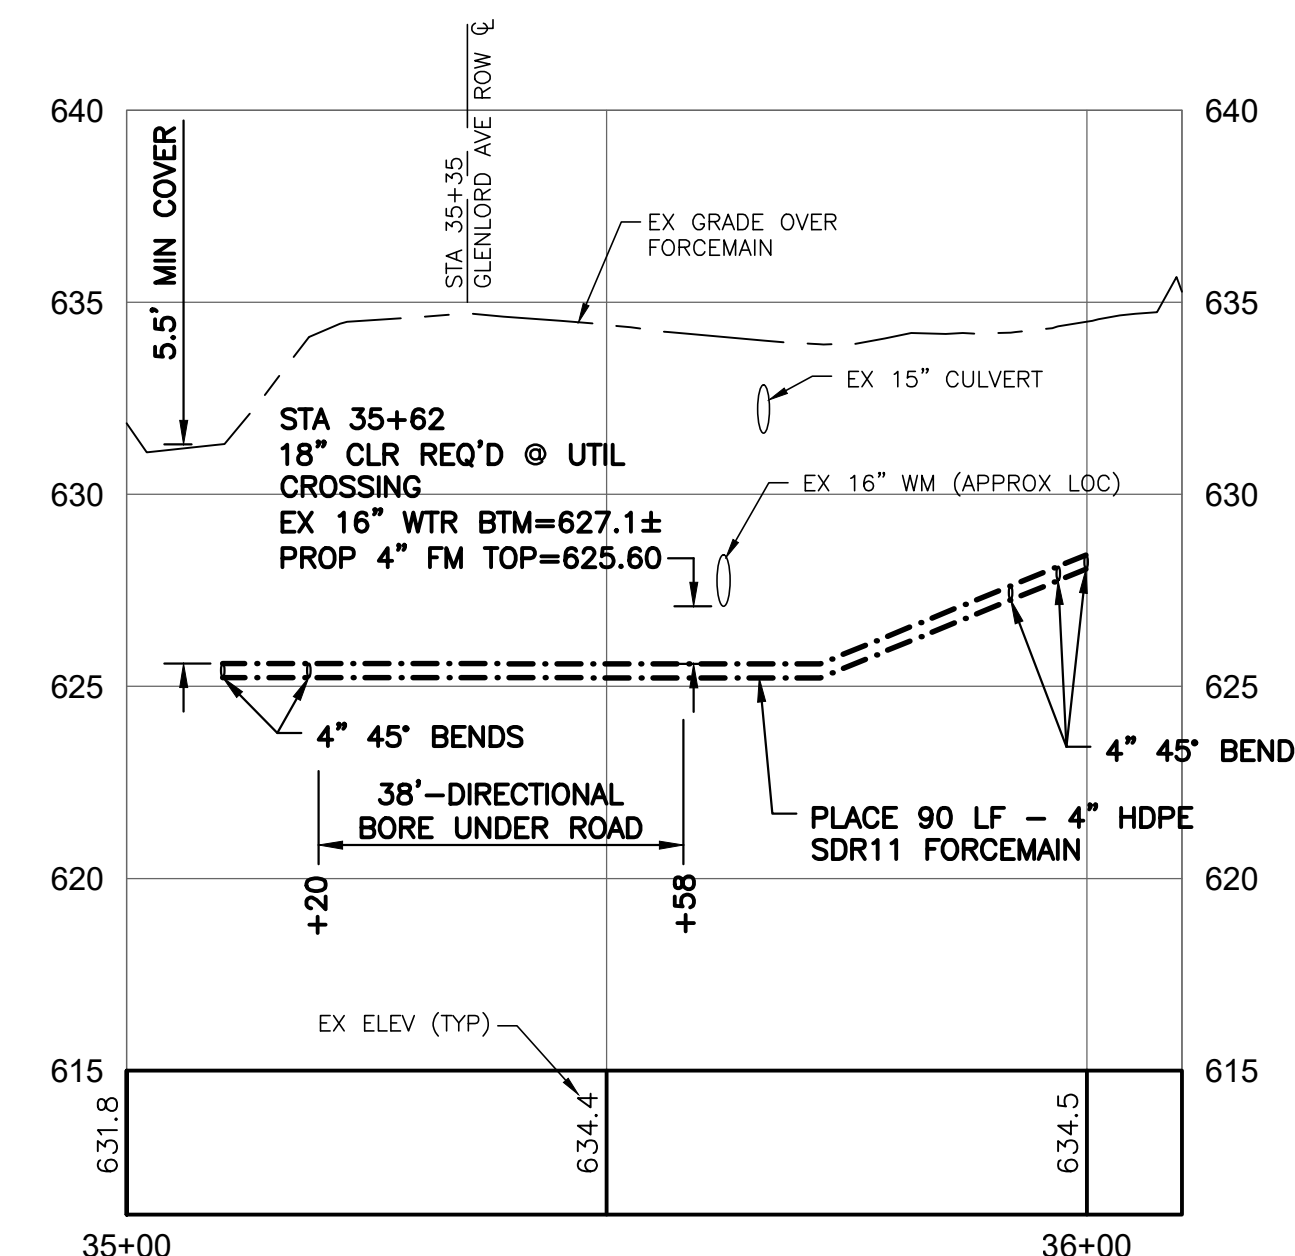 STA 35+35
GLENLORD AVE ROW ℄
640
640
5.5' MIN COVER
EX GRADE OVER
FORCEMAIN
635
635
EX 15" CULVERT
STA 35+62
18" CLR REQ'D @ UTIL
CROSSING
EX 16" WTR BTM=627.1±
PROP 4" FM TOP=625.60
EX 16" WM (APPROX LOC)
630
630
625
625
4" 45° BENDS
4" 45° BEND
38'-DIRECTIONAL
BORE UNDER ROAD
PLACE 90 LF - 4" HDPE
SDR11 FORCEMAIN
620
620
+20
+58
EX ELEV (TYP)
615
615
631.8
634.4
634.5
35+00
36+00